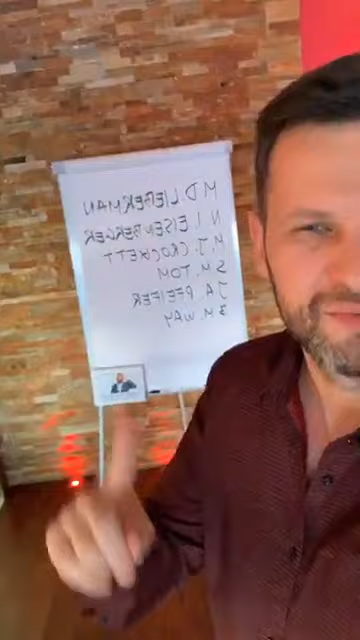 M D. LIEBERMAN
N I. EISENBERGER
M J. CROCKETT
S M. TOM
J A. PFEIFER
B M. WAY